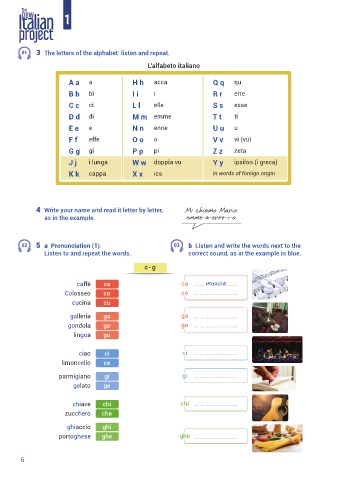 The
new
Italian
project
1
01 3 The letters of the alphabet: listen and repeat.
L'alfabeto italiano
A a a H h acca Q q qu
B b bi I i i R r erre
C c ci L l elle S s esse
D d di M m emme T t ti
E e e N n enne U u u
F f effe O o o V v vi (vu)
G g gi P p pi Z z zeta
J j i lunga W w doppia vu Y y ipsilon (i greca)
K k cappa X x ics in words of foreign origin
4 Write your name and read it letter by letter, as in the example.
Mi chiamo Mario: emme-a-erre-i-o.
02 5 a Pronunciation (1).
Listen to and repeat the words.
03 b Listen and write the words next to the
correct sound, as in the example in blue.
c - g
caffè ca
Colosseo co
cucina cu
galleria ga
gondola go
lingua gu
ciao ci
limoncello ce
parmigiano gi
gelato ge
chiave chi
zucchero che
ghiaccio ghi
portoghese ghe
ca musica
co
ga
go
ci
gi
che
ghe
6